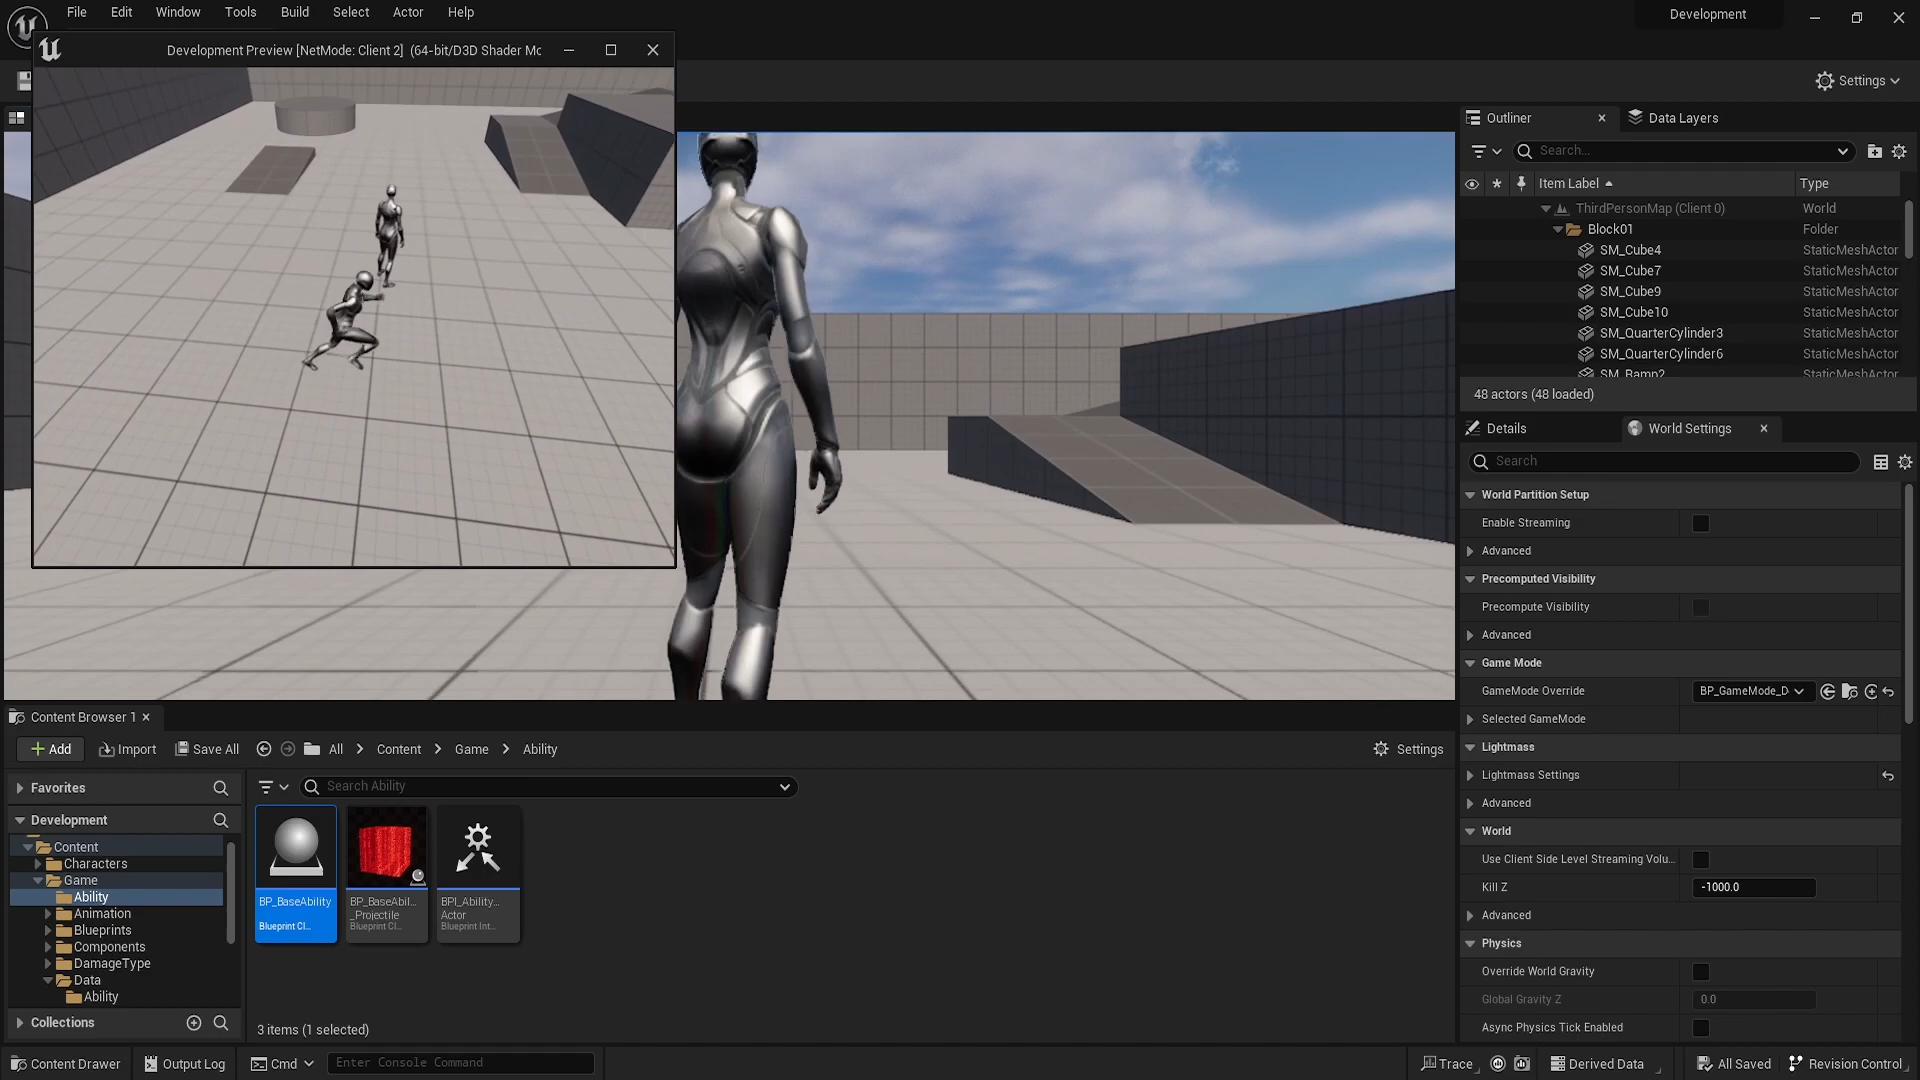 File Edit Window Tools Build Select Actor Help
Development
Development Preview [NetMode: Client 2] (64-bit/D3D Shader Mo
Settings
Outliner
Data Layers
Search...
Item Label
Type
ThirdPersonMap (Client 0) World
Block01 Folder
SM_Cube4 StaticMeshActor
SM_Cube7 StaticMeshActor
SM_Cube9 StaticMeshActor
SM_Cube10 StaticMeshActor
SM_QuarterCylinder3 StaticMeshActor
SM_QuarterCylinder6 StaticMeshActor
SM_Ramp2 StaticMeshActor
48 actors (48 loaded)
Details
World Settings
Search
World Partition Setup
Enable Streaming
Advanced
Precomputed Visibility
Precompute Visibility
Advanced
Game Mode
GameMode Override BP_GameMode_D
Selected GameMode
Lightmass
Lightmass Settings
Advanced
World
Use Client Side Level Streaming Volu...
Kill Z -1000.0
Advanced
Physics
Override World Gravity
Global Gravity Z 0.0
Async Physics Tick Enabled
Content Browser 1
Add Import Save All All Content Game Ability Settings
Favorites
Search Ability
Development
Content
Characters
Game
Ability
Animation
Blueprints
Components
DamageType
Data
Ability
Collections
BP_BaseAbility
Blueprint Cl...
BP_BaseAbil...
_Projectile
Blueprint Cl...
BPI_Ability...
Actor
Blueprint Int...
3 items (1 selected)
Content Drawer Output Log Cmd Enter Console Command Trace Derived Data All Saved Revision Control